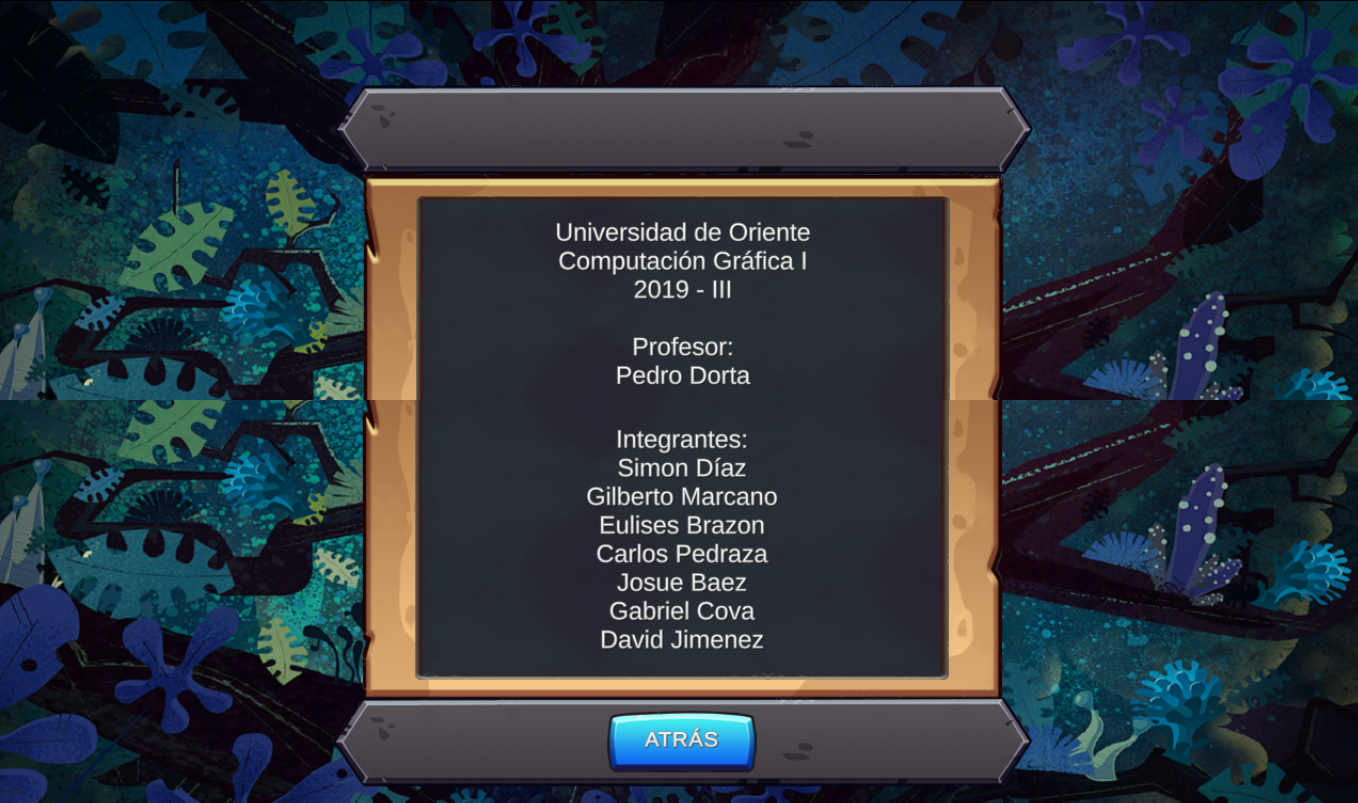 Universidad de Oriente
Computación Gráfica I
2019 - III
Profesor:
Pedro Dorta
Integrantes:
Simon Díaz
Gilberto Marcano
Eulises Brazon
Carlos Pedraza
Josue Baez
Gabriel Cova
David Jimenez
ATRÁS